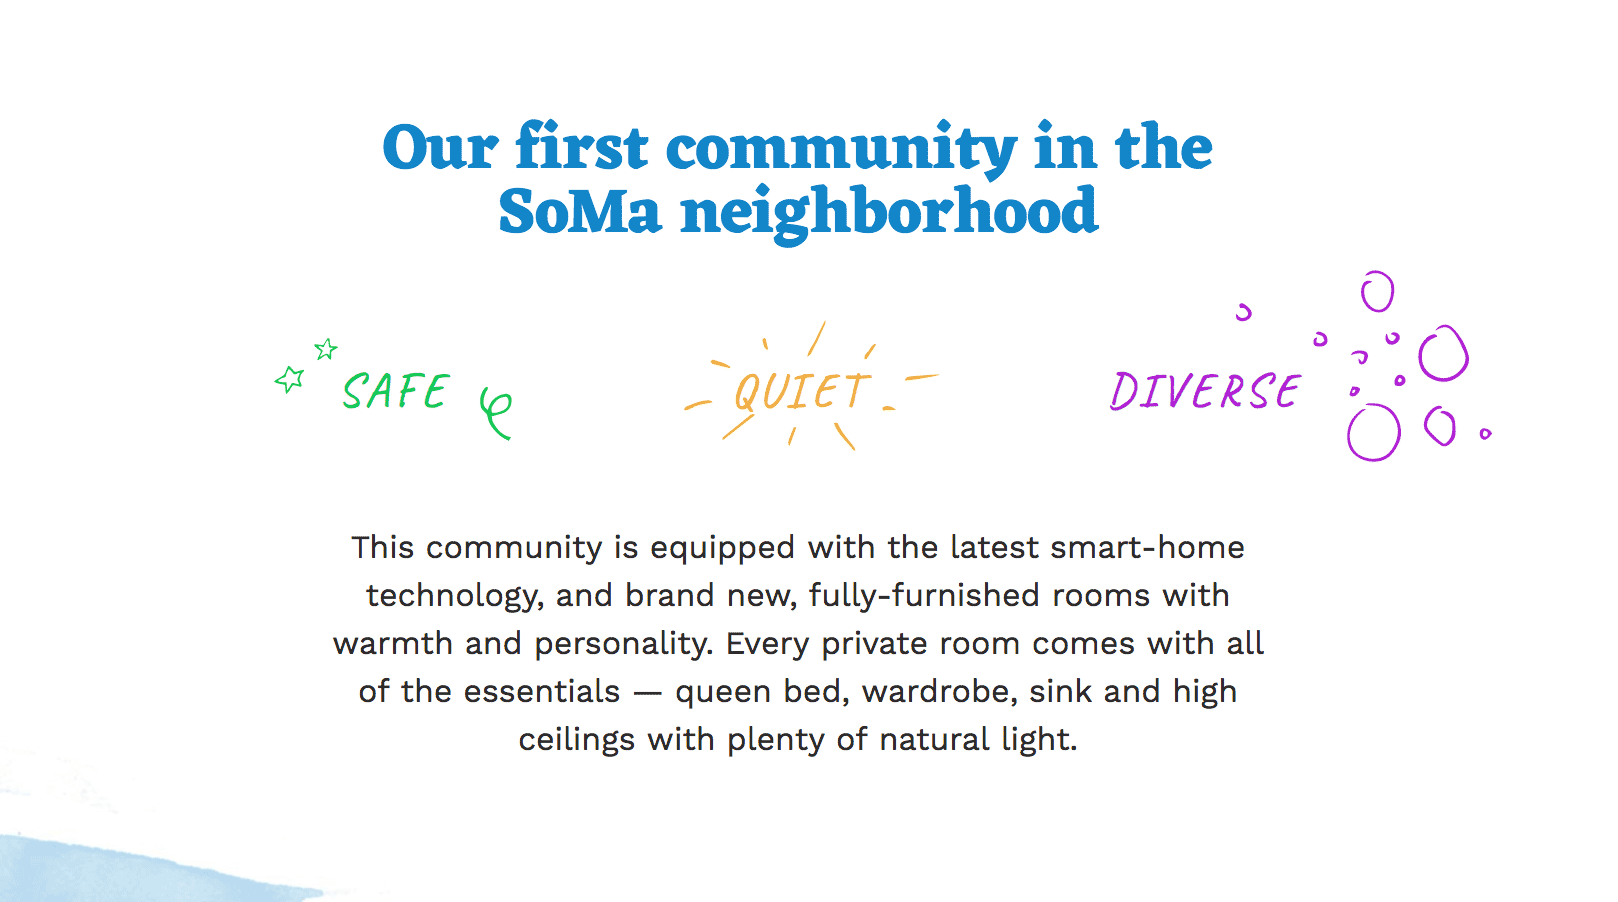 Our first community in the
SoMa neighborhood
SAFE
QUIET
DIVERSE
This community is equipped with the latest smart-home
technology, and brand new, fully-furnished rooms with
warmth and personality. Every private room comes with all
of the essentials — queen bed, wardrobe, sink and high
ceilings with plenty of natural light.